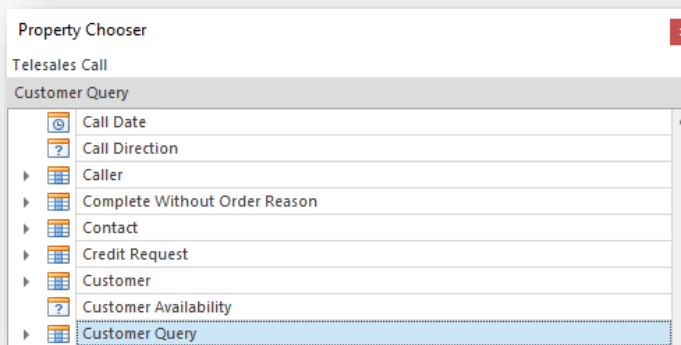 Property Chooser
Telesales Call
Customer Query
Call Date
? Call Direction
Caller
Complete Without Order Reason
Contact
Credit Request
Customer
? Customer Availability
Customer Query